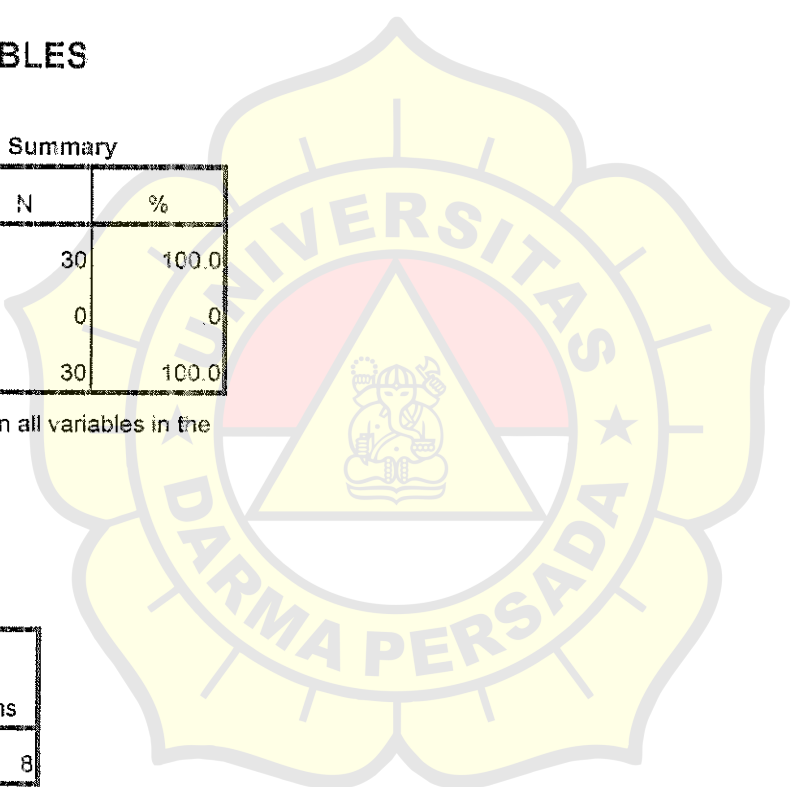 BLES
Summary
N %
30 100.0
0 .0
30 100.0
n all variables in the
ns
8
UNIVERSITAS
DARMA PERSADA